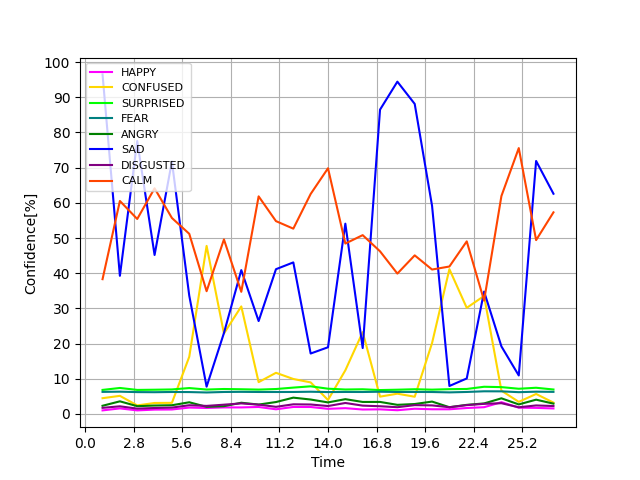 100
90
80
70
60
50
40
30
20
10
0
Confidence[%]
HAPPY
CONFUSED
SURPRISED
FEAR
ANGRY
SAD
DISGUSTED
CALM
0.0 2.8 5.6 8.4 11.2 14.0 16.8 19.6 22.4 25.2
Time